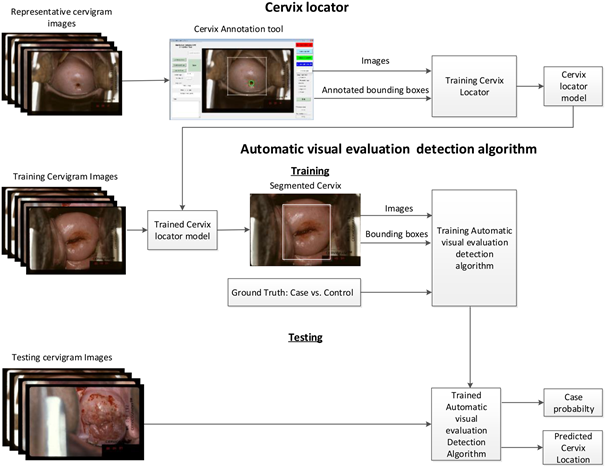 Cervix locator
Representative cervigram
images
Cervix Annotation tool
Images
Annotated bounding boxes
Training Cervix
Locator
Cervix
locator
model
Automatic visual evaluation detection algorithm
Training
Training Cervigram Images
Segmented Cervix
Trained Cervix
locator model
Images
Bounding boxes
Training Automatic
visual evaluation
detection
algorithm
Ground Truth: Case vs. Control
Testing
Testing cervigram Images
Trained
Automatic
visual
evaluation
Detection
Algorithm
Case
probabilty
Predicted
Cervix
Location